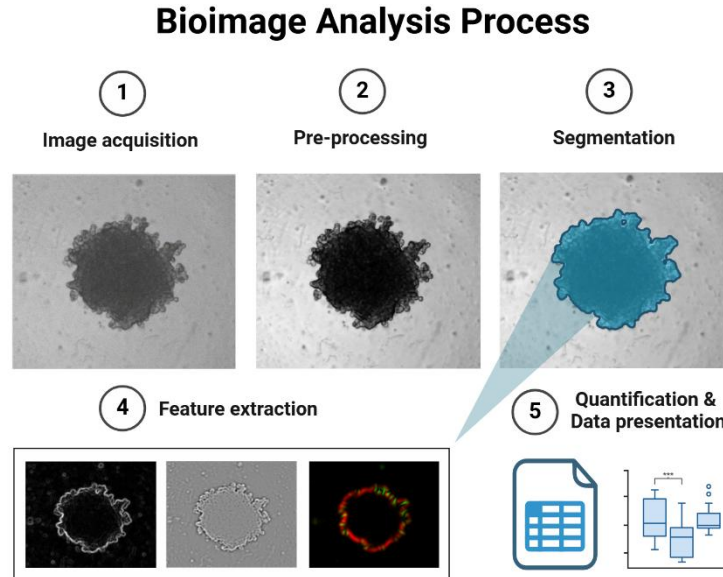 Bioimage Analysis Process
1
Image acquisition
2
Pre-processing
3
Segmentation
4
Feature extraction
5
Quantification &
Data presentation
***